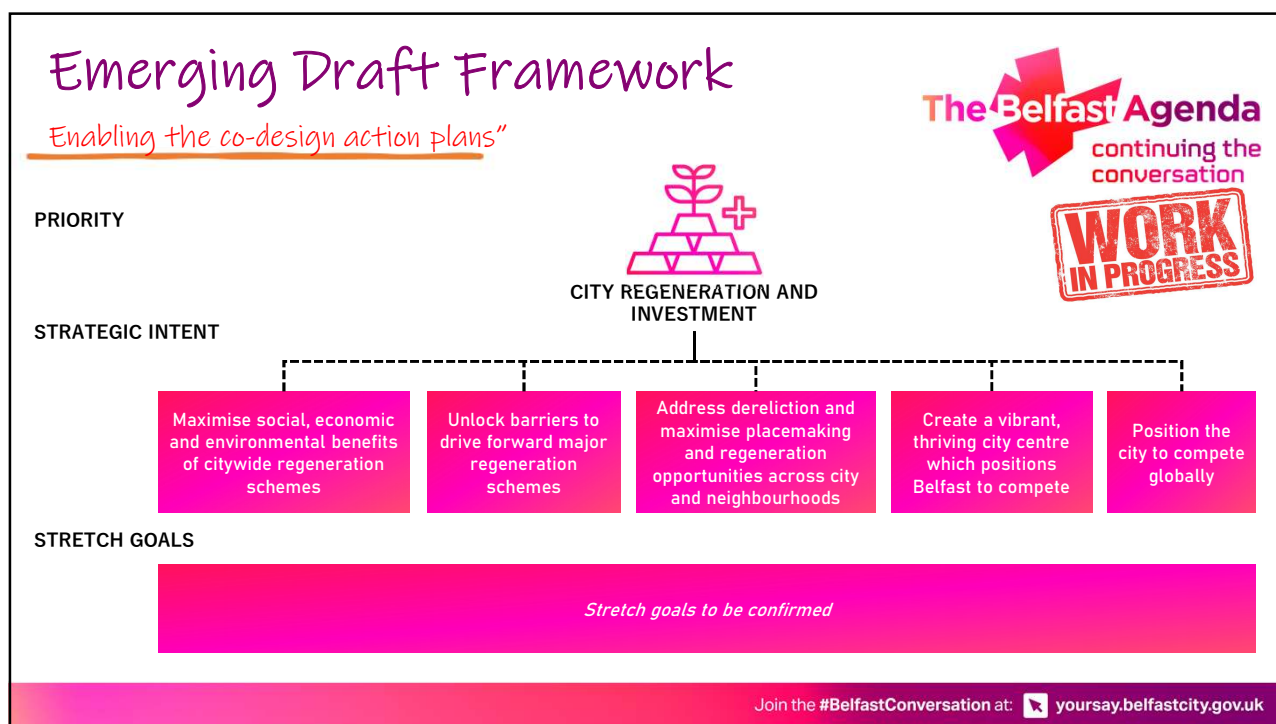 Emerging Draft Framework
Enabling the co-design action plans”
The Belfast Agenda
continuing the
conversation
WORK
IN PROGRESS
PRIORITY
CITY REGENERATION AND
INVESTMENT
STRATEGIC INTENT
Maximise social, economic
and environmental benefits
of citywide regeneration
schemes
Unlock barriers to
drive forward major
regeneration
schemes
Address dereliction and
maximise placemaking
and regeneration
opportunities across city
and neighbourhoods
Create a vibrant,
thriving city centre
which positions
Belfast to compete
Position the
city to compete
globally
STRETCH GOALS
Stretch goals to be confirmed
Join the #BelfastConversation at: yoursay.belfastcity.gov.uk